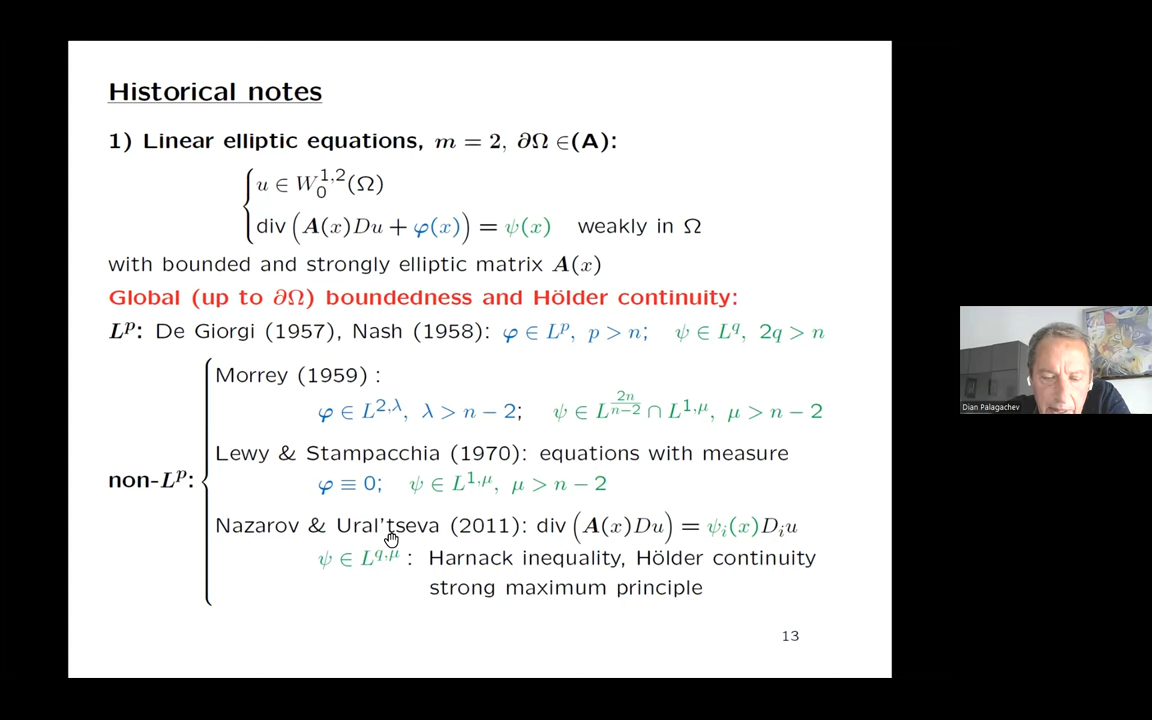 Historical notes
1) Linear elliptic equations, m = 2, ∂Ω ∈(A):
u ∈ W₀^{1,2}(Ω)
div(A(x)Du + φ(x)) = ψ(x) weakly in Ω
with bounded and strongly elliptic matrix A(x)
Global (up to ∂Ω) boundedness and Hölder continuity:
L^p: De Giorgi (1957), Nash (1958): φ ∈ L^p, p > n; ψ ∈ L^q, 2q > n
Morrey (1959) :
φ ∈ L^{2,λ}, λ > n − 2; ψ ∈ L^{2n/(n−2)} ∩ L^{1,μ}, μ > n − 2
Lewy & Stampacchia (1970): equations with measure
non-L^p:
φ ≡ 0; ψ ∈ L^{1,μ}, μ > n − 2
Nazarov & Ural'tseva (2011): div(A(x)Du) = ψ_i(x)D_iu
ψ ∈ L^{q,μ} : Harnack inequality, Hölder continuity
strong maximum principle
13
Dian Palagachev